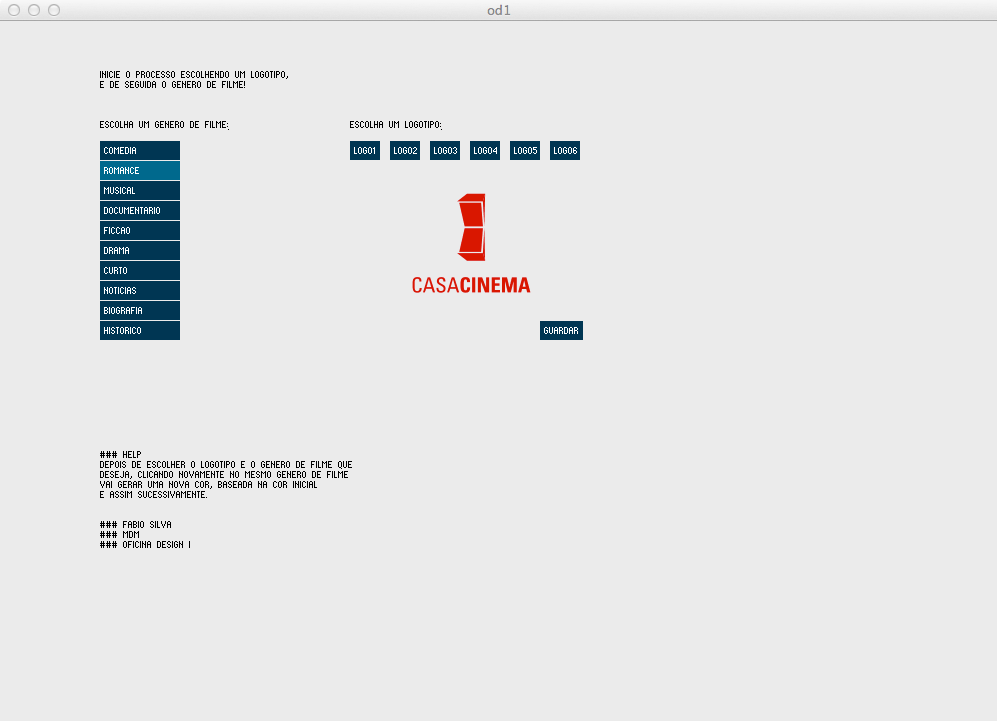 od1
INICIE O PROCESSO ESCOLHENDO UM LOGOTIPO,
E DE SEGUIDA O GENERO DE FILME!
ESCOLHA UM GENERO DE FILME:
COMEDIA
ROMANCE
MUSICAL
DOCUMENTARIO
FICCAO
DRAMA
CURTO
NOTICIAS
BIOGRAFIA
HISTORICO
ESCOLHA UM LOGOTIPO:
LOGO1 LOGO2 LOGO3 LOGO4 LOGO5 LOGO6
CASACINEMA
GUARDAR
### HELP
DEPOIS DE ESCOLHER O LOGOTIPO E O GENERO DE FILME QUE
DESEJA, CLICANDO NOVAMENTE NO MESMO GENERO DE FILME
VAI GERAR UMA NOVA COR, BASEADA NA COR INICIAL
E ASSIM SUCESSIVAMENTE.
### FABIO SILVA
### MDM
### OFICINA DESIGN I